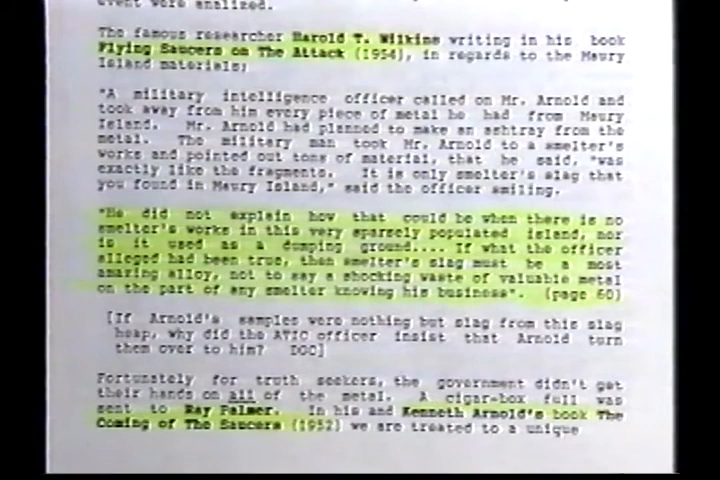 event were analized.
The famous researcher Harold T. Wilkins writing in his book
Flying Saucers on The Attack (1954), in regards to the Maury
Island materials;
"A military intelligence officer called on Mr. Arnold and
took away from him every piece of metal he had from Maury
Island. Mr. Arnold had planned to make an ashtray from the
metal. The military man took Mr. Arnold to a smelter's
works and pointed out tons of material, that he said, "was
exactly like the fragments. It is only smelter's slag that
you found in Maury Island," said the officer smiling.
"He did not explain how that could be when there is no
smelter's works in this very sparsely populated island, nor
is it used as a dumping ground.... If what the officer
alleged had been true, then smelter's slag must be a most
amazing alloy, not to say a shocking waste of valuable metal
on the part of any smelter knowing his business". (page 60)
[If Arnold's samples were nothing but slag from this slag
heap, why did the ATIC officer insist that Arnold turn
them over to him? DGC]
Fortunately for truth seekers, the government didn't get
their hands on all of the metal. A cigar-box full was
sent to Ray Palmer. In his and Kenneth Arnold's book The
Coming of The Saucers (1952) we are treated to a unique